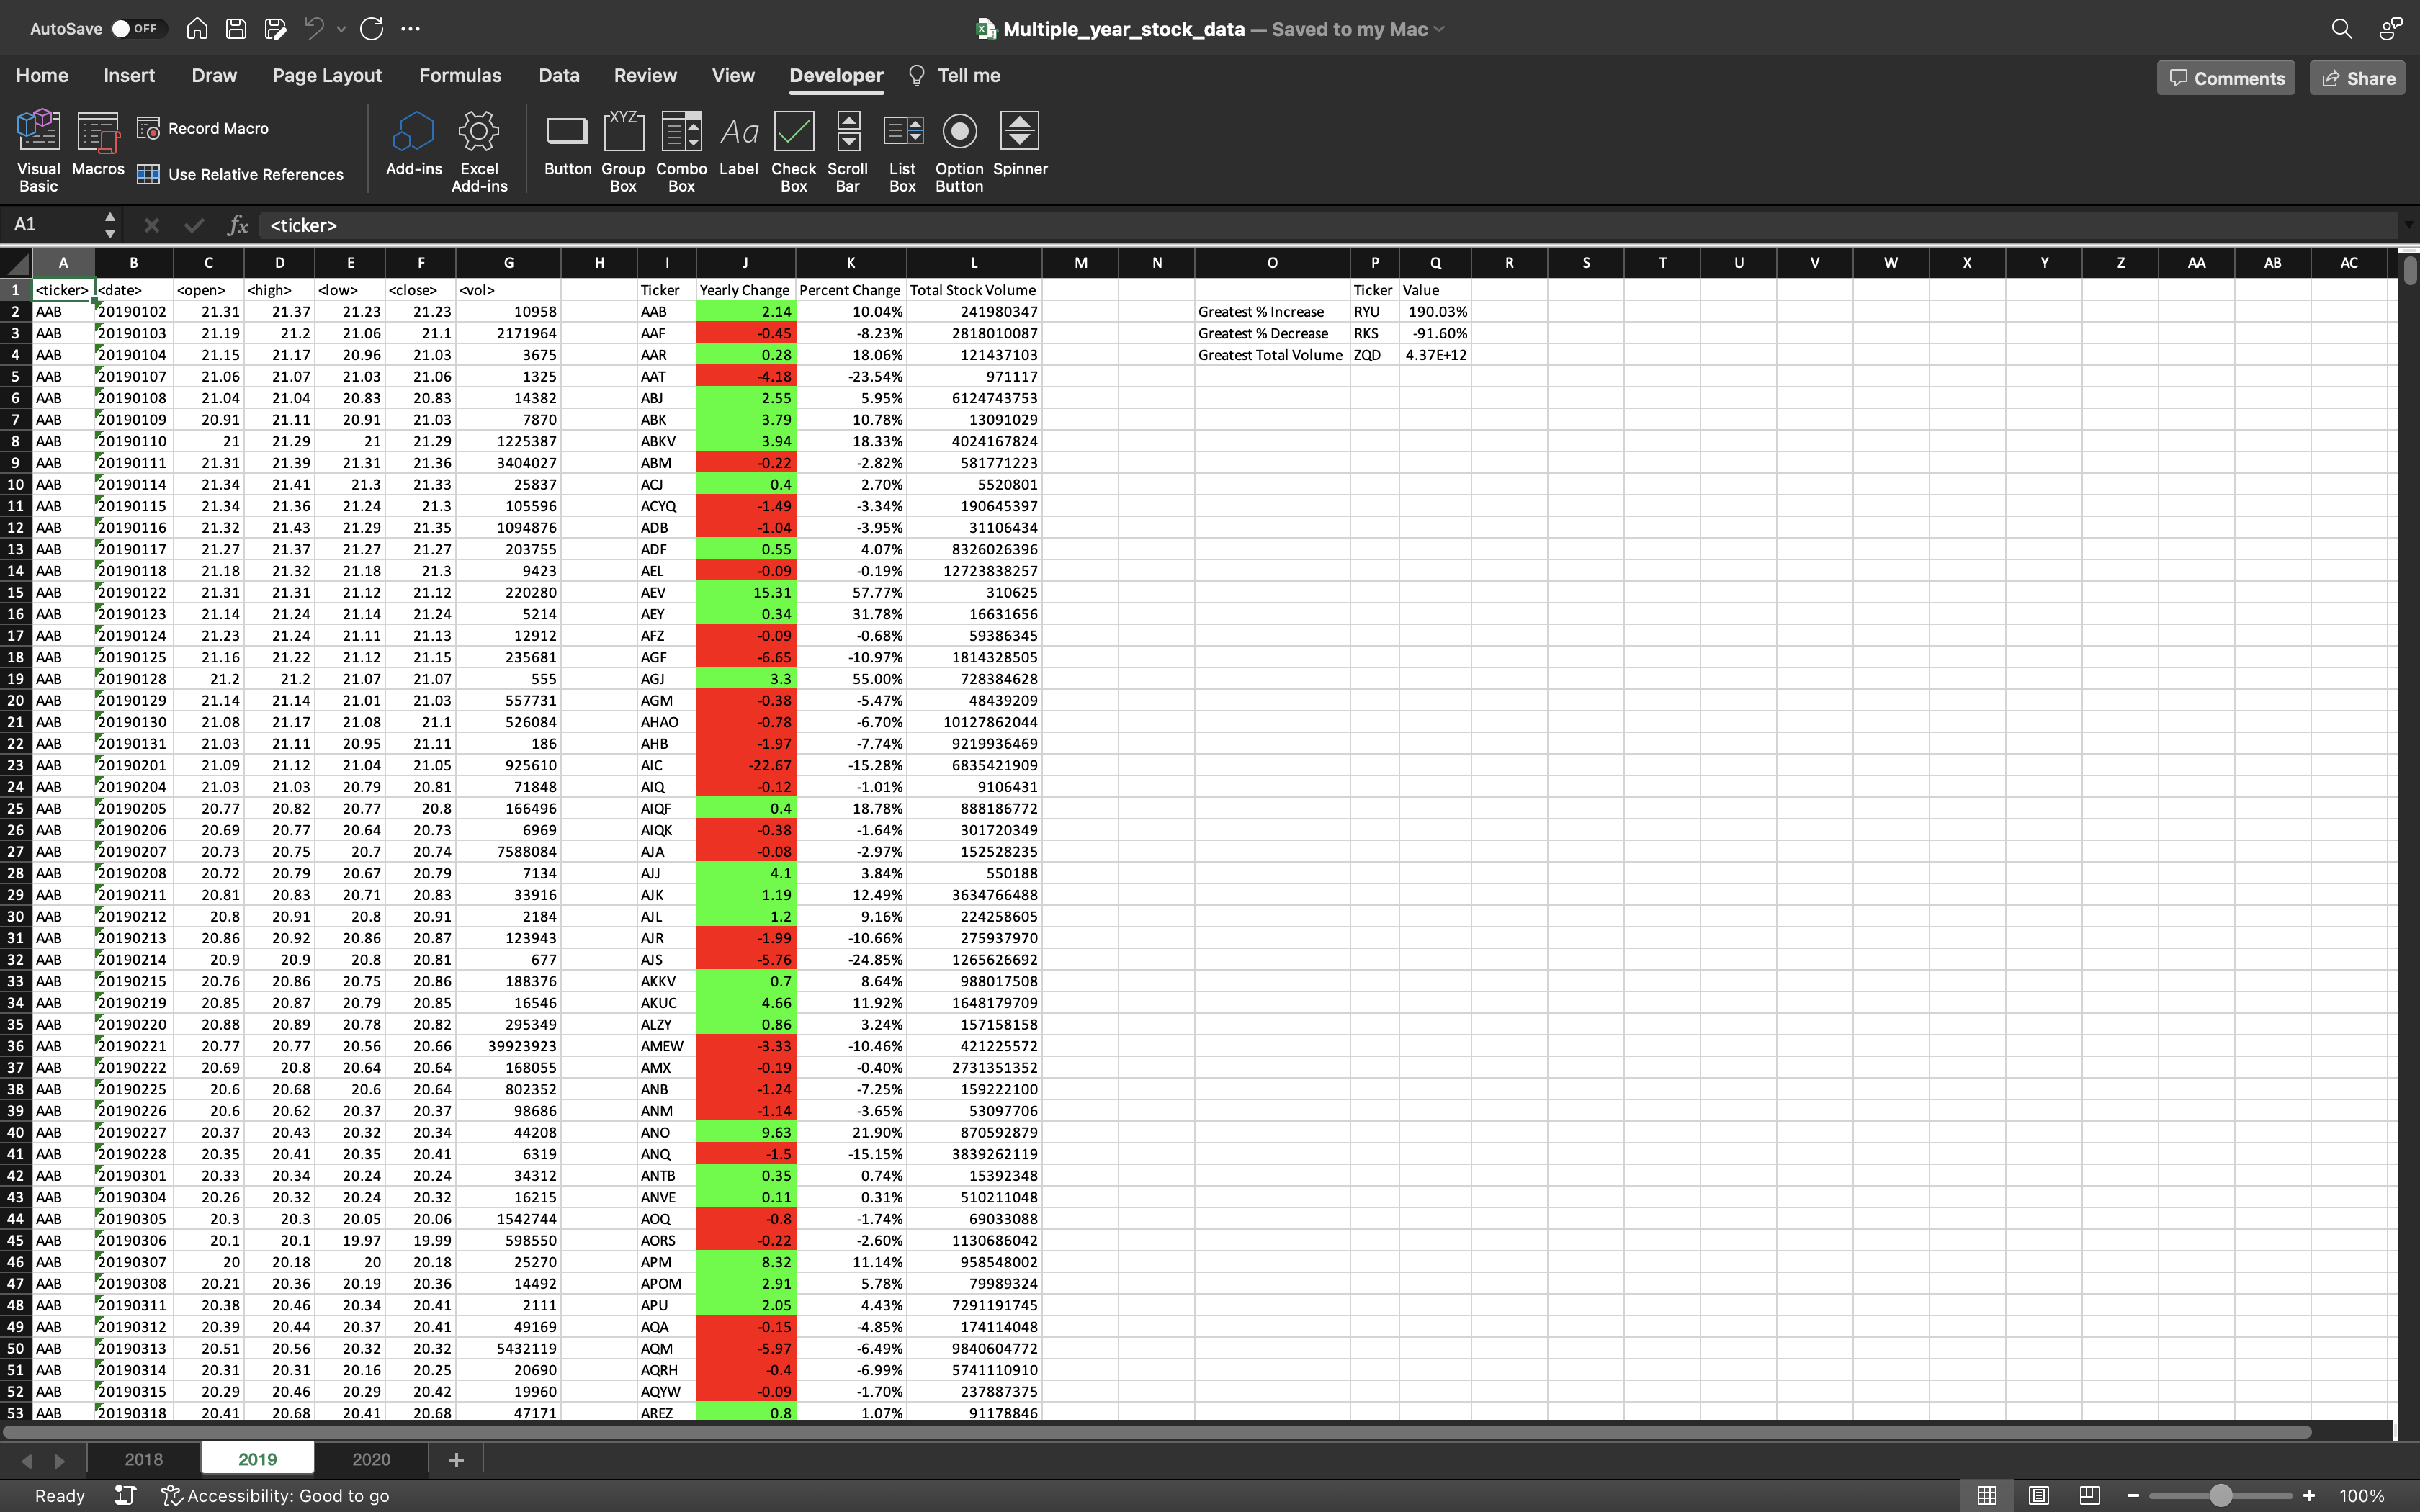 AutoSave OFF Multiple_year_stock_data — Saved to my Mac
Home Insert Draw Page Layout Formulas Data Review View Developer Tell me Comments Share
Visual Basic Macros Record Macro Use Relative References Add-ins Excel Add-ins XYZ Button Group Box Combo Box Aa Label Check Box Scroll Bar List Box Option Button Spinner
A1 fx <ticker>
A B C D E F G H I J K L M N O P Q R S T U V W X Y Z AA AB AC
1 <ticker> <date> <open> <high> <low> <close> <vol> Ticker Yearly Change Percent Change Total Stock Volume Ticker Value
2 AAB 20190102 21.31 21.37 21.23 21.23 10958 AAB 2.14 10.04% 241980347 Greatest % Increase RYU 190.03%
3 AAB 20190103 21.19 21.2 21.06 21.1 2171964 AAF -0.45 -8.23% 2818010087 Greatest % Decrease RKS -91.60%
4 AAB 20190104 21.15 21.17 20.96 21.03 3675 AAR 0.28 18.06% 121437103 Greatest Total Volume ZQD 4.37E+12
5 AAB 20190107 21.06 21.07 21.03 21.06 1325 AAT -4.18 -23.54% 971117
6 AAB 20190108 21.04 21.04 20.83 20.83 14382 ABJ 2.55 5.95% 6124743753
7 AAB 20190109 20.91 21.11 20.91 21.03 7870 ABK 3.79 10.78% 13091029
8 AAB 20190110 21 21.29 21 21.29 1225387 ABKV 3.94 18.33% 4024167824
9 AAB 20190111 21.31 21.39 21.31 21.36 3404027 ABM -0.22 -2.82% 581771223
10 AAB 20190114 21.34 21.41 21.3 21.33 25837 ACJ 0.4 2.70% 5520801
11 AAB 20190115 21.34 21.36 21.24 21.3 105596 ACYQ -1.49 -3.34% 190645397
12 AAB 20190116 21.32 21.43 21.29 21.35 1094876 ADB -1.04 -3.95% 31106434
13 AAB 20190117 21.27 21.37 21.27 21.27 203755 ADF 0.55 4.07% 8326026396
14 AAB 20190118 21.18 21.32 21.18 21.3 9423 AEL -0.09 -0.19% 12723838257
15 AAB 20190122 21.31 21.31 21.12 21.12 220280 AEV 15.31 57.77% 310625
16 AAB 20190123 21.14 21.24 21.14 21.24 5214 AEY 0.34 31.78% 16631656
17 AAB 20190124 21.23 21.24 21.11 21.13 12912 AFZ -0.09 -0.68% 59386345
18 AAB 20190125 21.16 21.22 21.12 21.15 235681 AGF -6.65 -10.97% 1814328505
19 AAB 20190128 21.2 21.2 21.07 21.07 555 AGJ 3.3 55.00% 728384628
20 AAB 20190129 21.14 21.14 21.01 21.03 557731 AGM -0.38 -5.47% 48439209
21 AAB 20190130 21.08 21.17 21.08 21.1 526084 AHAO -0.78 -6.70% 10127862044
22 AAB 20190131 21.03 21.11 20.95 21.11 186 AHB -1.97 -7.74% 9219936469
23 AAB 20190201 21.09 21.12 21.04 21.05 925610 AIC -22.67 -15.28% 6835421909
24 AAB 20190204 21.03 21.03 20.79 20.81 71848 AIQ -0.12 -1.01% 9106431
25 AAB 20190205 20.77 20.82 20.77 20.8 166496 AIQF 0.4 18.78% 888186772
26 AAB 20190206 20.69 20.77 20.64 20.73 6969 AIQK -0.38 -1.64% 301720349
27 AAB 20190207 20.73 20.75 20.7 20.74 7588084 AJA -0.08 -2.97% 152528235
28 AAB 20190208 20.72 20.79 20.67 20.79 7134 AJJ 4.1 3.84% 550188
29 AAB 20190211 20.81 20.83 20.71 20.83 33916 AJK 1.19 12.49% 3634766488
30 AAB 20190212 20.8 20.91 20.8 20.91 2184 AJL 1.2 9.16% 224258605
31 AAB 20190213 20.86 20.92 20.86 20.87 123943 AJR -1.99 -10.66% 275937970
32 AAB 20190214 20.9 20.9 20.8 20.81 677 AJS -5.76 -24.85% 1265626692
33 AAB 20190215 20.76 20.86 20.75 20.86 188376 AKKV 0.7 8.64% 988017508
34 AAB 20190219 20.85 20.87 20.79 20.85 16546 AKUC 4.66 11.92% 1648179709
35 AAB 20190220 20.88 20.89 20.78 20.82 295349 ALZY 0.86 3.24% 157158158
36 AAB 20190221 20.77 20.77 20.56 20.66 39923923 AMEW -3.33 -10.46% 421225572
37 AAB 20190222 20.69 20.8 20.64 20.64 168055 AMX -0.19 -0.40% 2731351352
38 AAB 20190225 20.6 20.68 20.6 20.64 802352 ANB -1.24 -7.25% 159222100
39 AAB 20190226 20.6 20.62 20.37 20.37 98686 ANM -1.14 -3.65% 53097706
40 AAB 20190227 20.37 20.43 20.32 20.34 44208 ANO 9.63 21.90% 870592879
41 AAB 20190228 20.35 20.41 20.35 20.41 6319 ANQ -1.5 -15.15% 3839262119
42 AAB 20190301 20.33 20.34 20.24 20.24 34312 ANTB 0.35 0.74% 15392348
43 AAB 20190304 20.26 20.32 20.24 20.32 16215 ANVE 0.11 0.31% 510211048
44 AAB 20190305 20.3 20.3 20.05 20.06 1542744 AOQ -0.8 -1.74% 69033088
45 AAB 20190306 20.1 20.1 19.97 19.99 598550 AORS -0.22 -2.60% 1130686042
46 AAB 20190307 20 20.18 20 20.18 25270 APM 8.32 11.14% 958548002
47 AAB 20190308 20.21 20.36 20.19 20.36 14492 APOM 2.91 5.78% 79989324
48 AAB 20190311 20.38 20.46 20.34 20.41 2111 APU 2.05 4.43% 7291191745
49 AAB 20190312 20.39 20.44 20.37 20.41 49169 AQA -0.15 -4.85% 174114048
50 AAB 20190313 20.51 20.56 20.32 20.32 5432119 AQM -5.97 -6.49% 9840604772
51 AAB 20190314 20.31 20.31 20.16 20.25 20690 AQRH -0.4 -6.99% 5741110910
52 AAB 20190315 20.29 20.46 20.29 20.42 19960 AQYW -0.09 -1.70% 237887375
53 AAB 20190318 20.41 20.68 20.41 20.68 47171 AREZ 0.8 1.07% 91178846
2018 2019 2020 +
Ready Accessibility: Good to go 100%